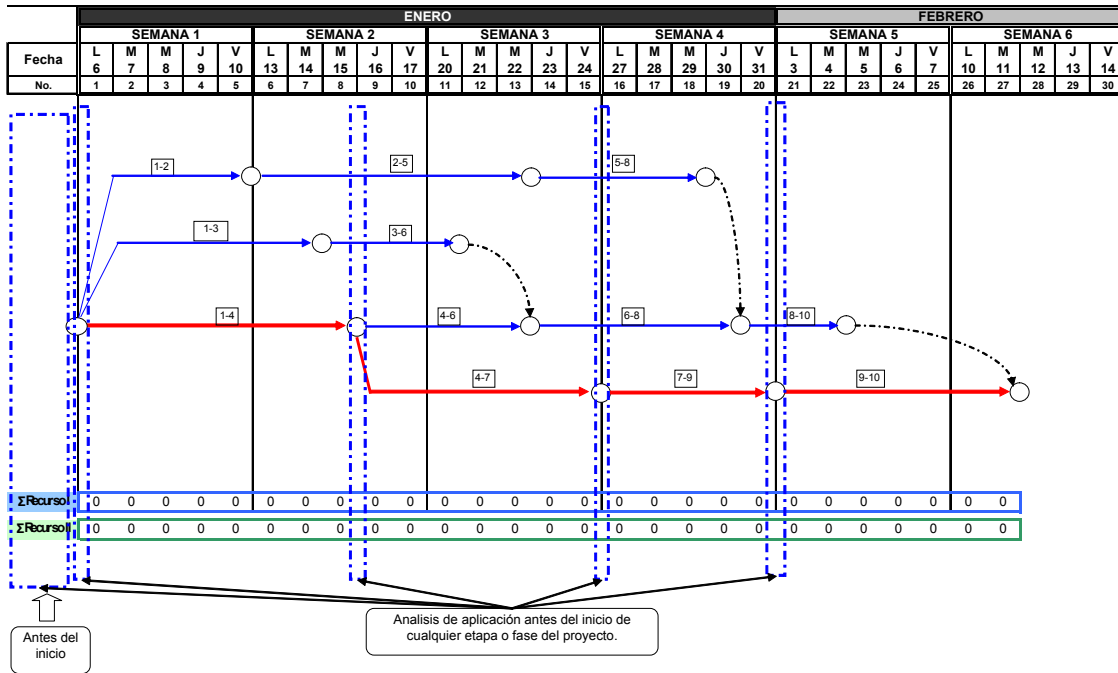 ENERO FEBRERO
SEMANA 1 SEMANA 2 SEMANA 3 SEMANA 4 SEMANA 5 SEMANA 6
Fecha
L M M J V L M M J V L M M J V L M M J V L M M J V L M M J V
6 7 8 9 10 13 14 15 16 17 20 21 22 23 24 27 28 29 30 31 3 4 5 6 7 10 11 12 13 14
No. 1 2 3 4 5 6 7 8 9 10 11 12 13 14 15 16 17 18 19 20 21 22 23 24 25 26 27 28 29 30
1-2 2-5 5-8
1-3 3-6
1-4 4-6 6-8 8-10
4-7 7-9 9-10
ΣRecurso I 0 0 0 0 0 0 0 0 0 0 0 0 0 0 0 0 0 0 0 0 0 0 0 0 0 0 0
ΣRecurso II 0 0 0 0 0 0 0 0 0 0 0 0 0 0 0 0 0 0 0 0 0 0 0 0 0 0 0
Antes del
inicio
Analisis de aplicación antes del inicio de
cualquier etapa o fase del proyecto.